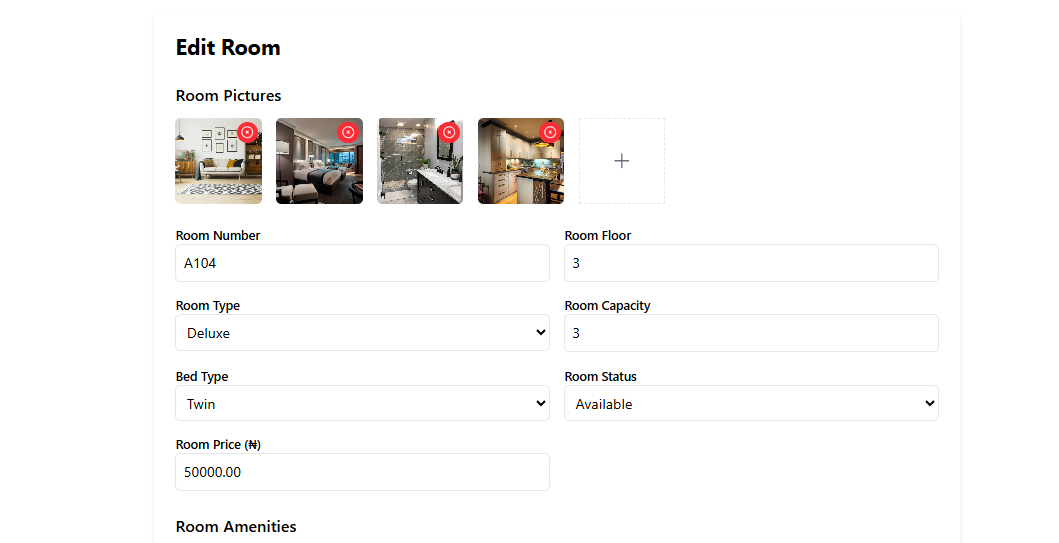 Edit Room
Room Pictures
Room Number
Room Floor
A104
3
Room Type
Room Capacity
Deluxe
3
Bed Type
Room Status
Twin
Available
Room Price (₦)
50000.00
Room Amenities